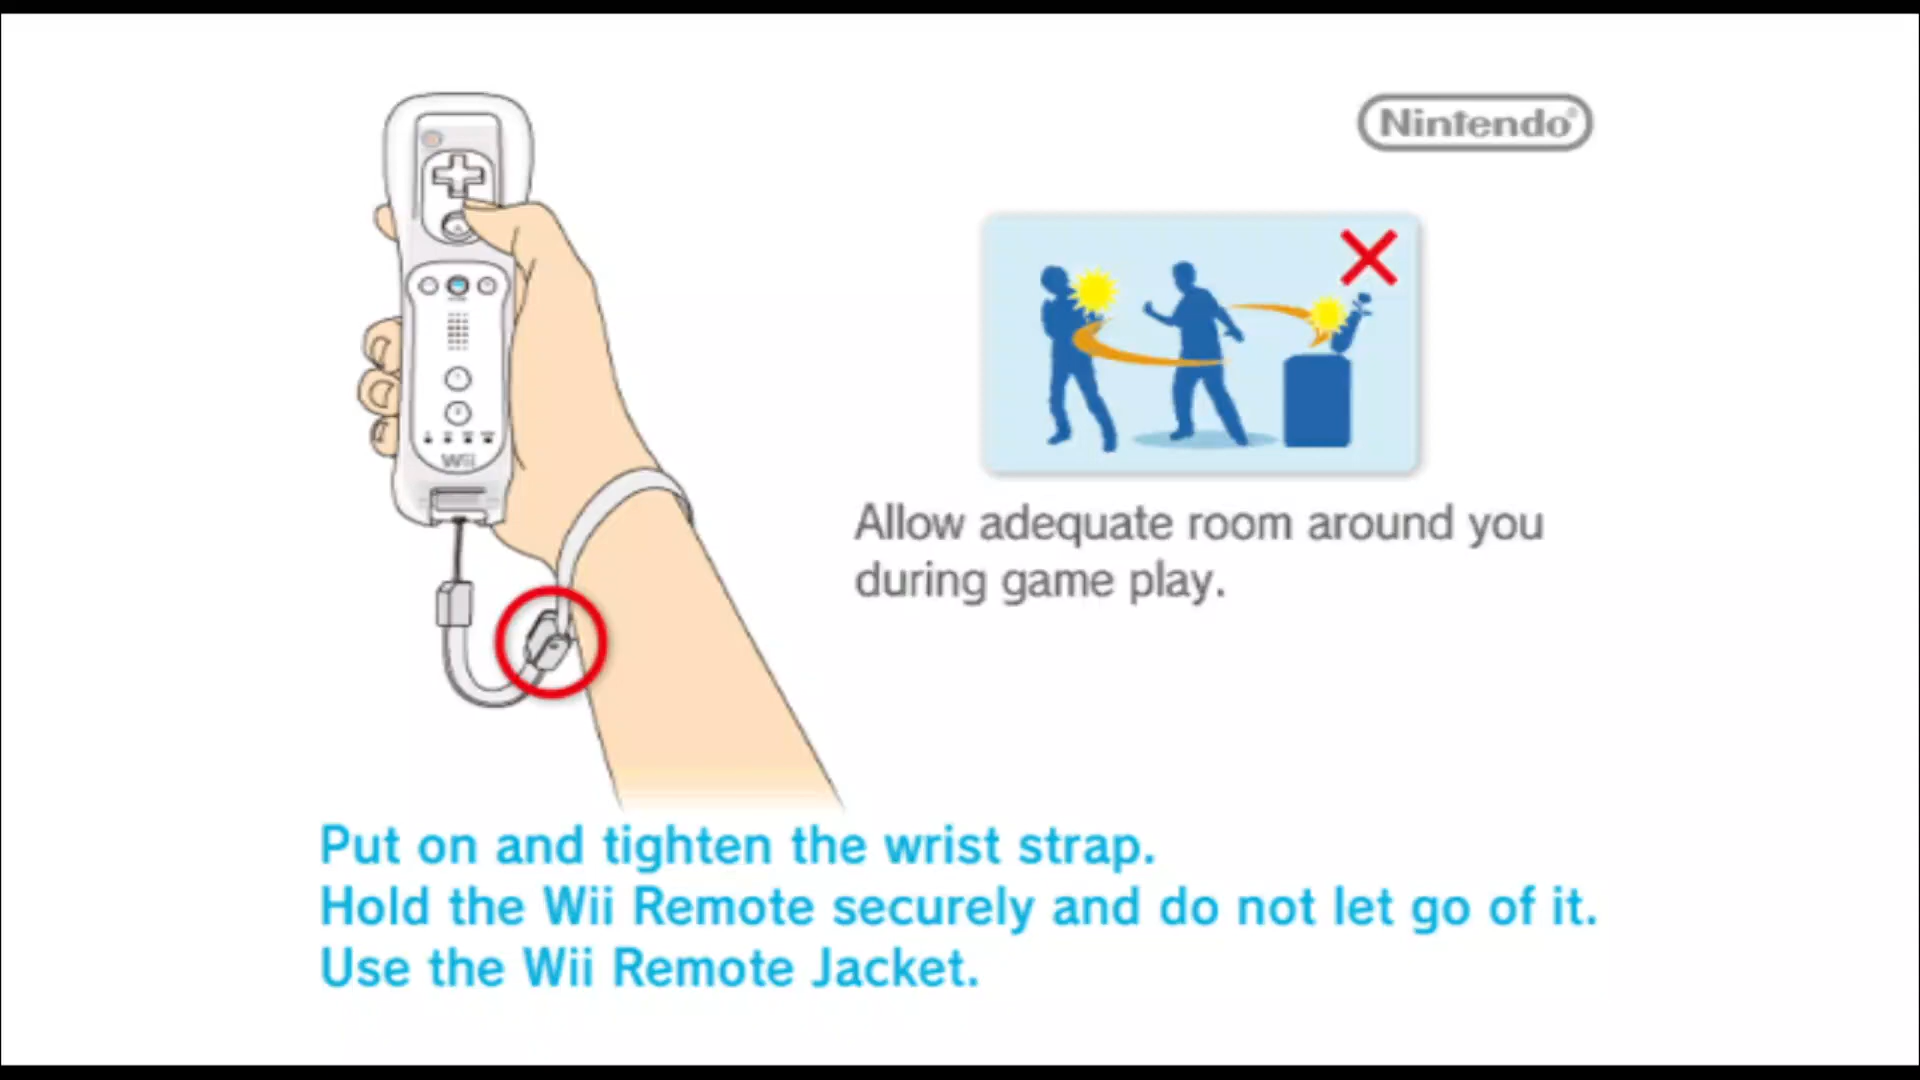 Nintendo®
Wii
Allow adequate room around you
during game play.
Put on and tighten the wrist strap.
Hold the Wii Remote securely and do not let go of it.
Use the Wii Remote Jacket.